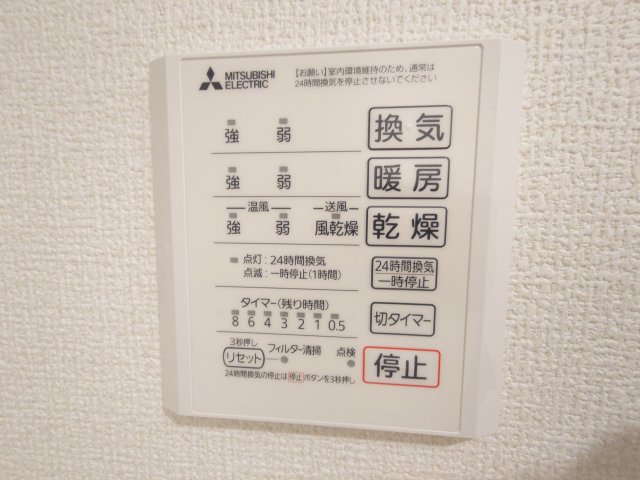 MITSUBISHI
ELECTRIC
【お願い】室内環境維持のため、通常は
24時間換気を停止させないでください
強 弱 換気
強 弱 暖房
温風 送風
強 弱 風乾燥 乾燥
点灯：24時間換気
点滅：一時停止（1時間）
24時間換気
一時停止
タイマー（残り時間）
8 6 4 3 2 1 0.5
切タイマー
3秒押し
リセット フィルター清掃 点検
停止
24時間換気の停止は停止ボタンを3秒押し